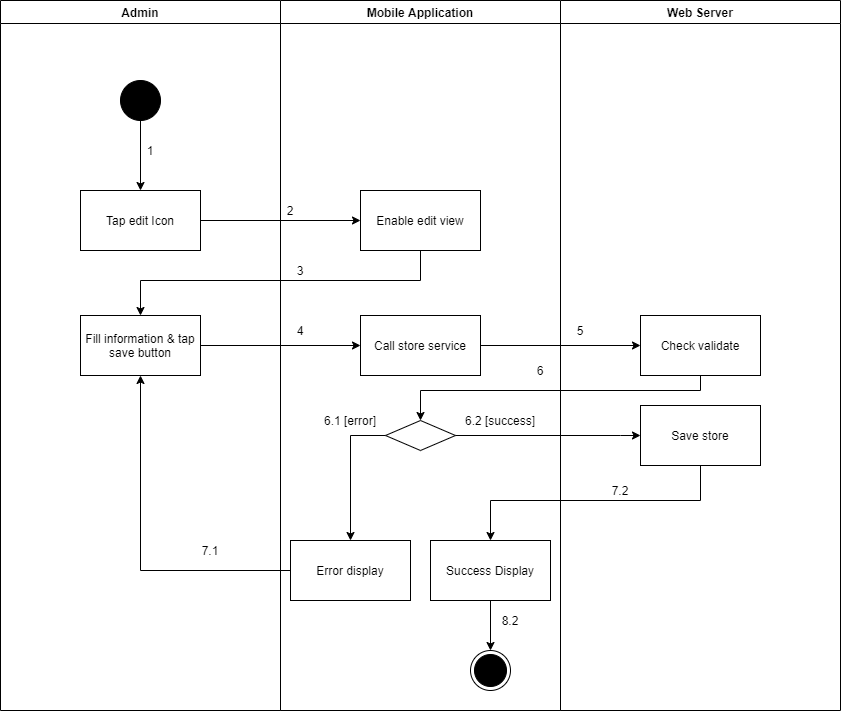 Admin
Mobile Application
Web Server
1
Tap edit Icon
2
Enable edit view
3
Fill information & tap
save button
4
Call store service
5
Check validate
6
6.1 [error]
6.2 [success]
Save store
7.2
7.1
Error display
Success Display
8.2